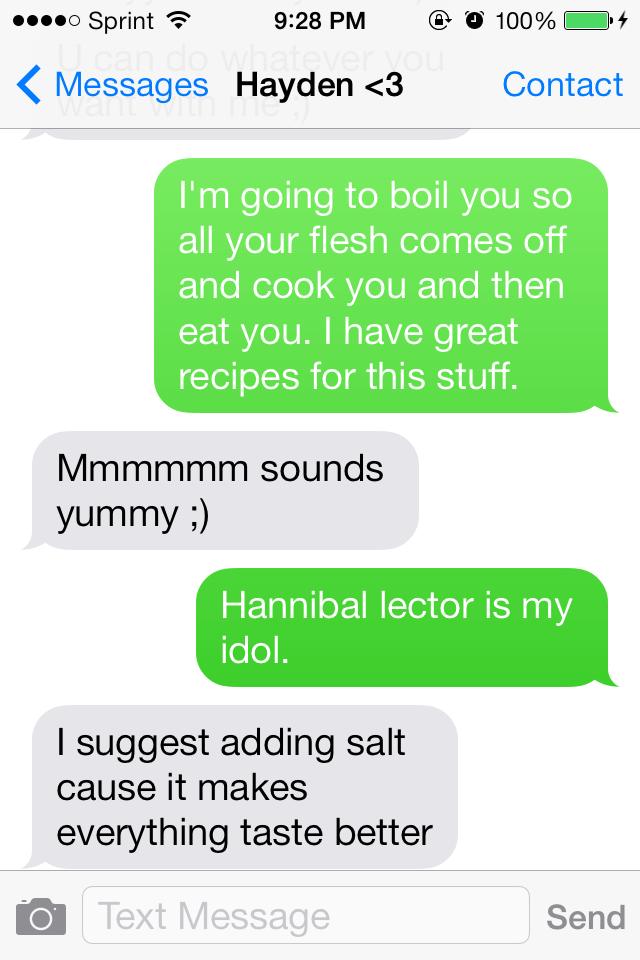 Sprint 9:28 PM 100%
U can do whatever you
Messages Hayden <3 Contact
want with me ;)
I'm going to boil you so
all your flesh comes off
and cook you and then
eat you. I have great
recipes for this stuff.
Mmmmmm sounds
yummy ;)
Hannibal lector is my
idol.
I suggest adding salt
cause it makes
everything taste better
Text Message Send